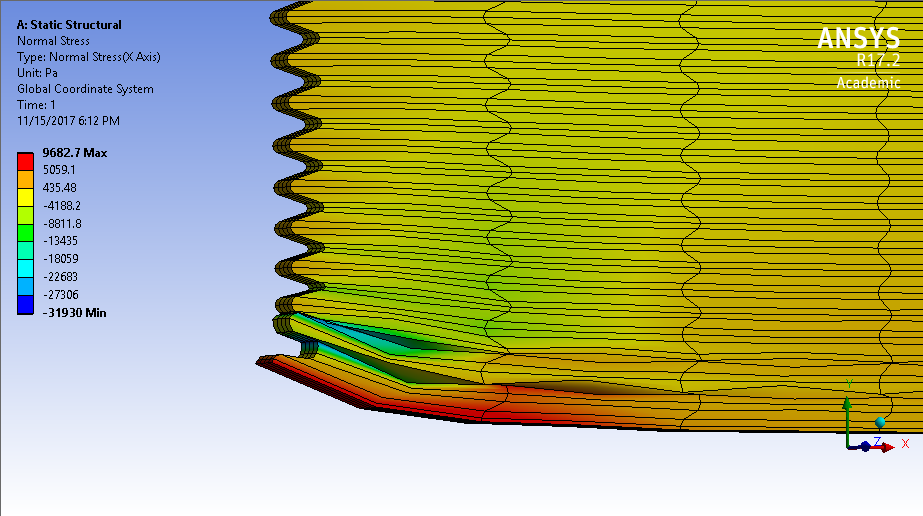 A: Static Structural
Normal Stress
Type: Normal Stress(X Axis)
Unit: Pa
Global Coordinate System
Time: 1
11/15/2017 6:12 PM
9682.7 Max
5059.1
435.48
-4188.2
-8811.8
-13435
-18059
-22683
-27306
-31930 Min
ANSYS
R17.2
Academic
Y
Z
X